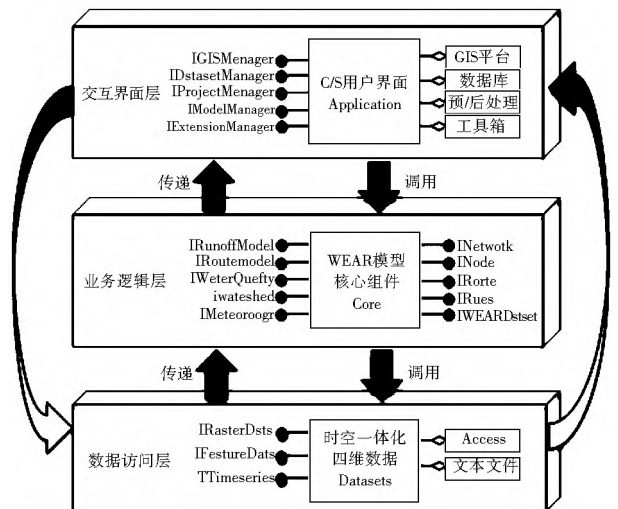 交互界面层
IGISMenager
IDstasetManager
IProjectMenager
IModelManager
IExtensionManager
C/S用户界面
Application
GIS平台
数据库
预/后处理
工具箱
传递
调用
业务逻辑层
IRunoffModel
IRoutemodel
IWeterQuefty
iwateshed
IMeteoroogr
WEAR模型
核心组件
Core
INetwotk
INode
IRorte
IRues
IWEARDstset
传递
调用
数据访问层
IRasterDsts
IFestureDats
TTimeseries
时空一体化
四维数据
Datasets
Access
文本文件